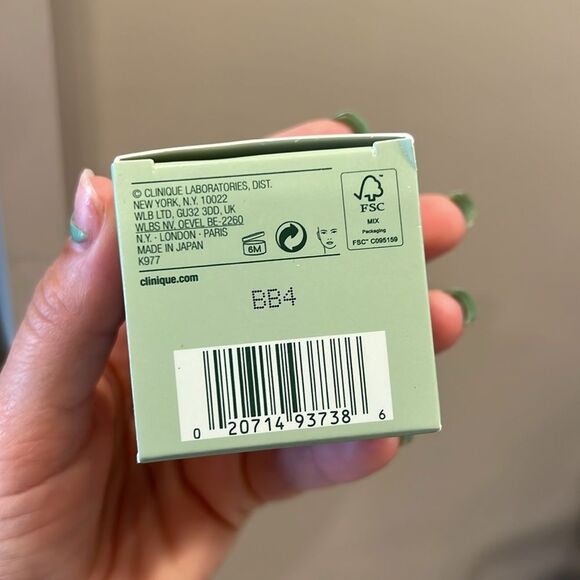 © CLINIQUE LABORATORIES, DIST.
NEW YORK, N.Y. 10022
WLB LTD, GU32 3DD, UK
WLBS NV. OEVEL BE-2260
N.Y. · LONDON · PARIS
MADE IN JAPAN
K977
6M
FSC
MIX
Packaging
FSC™ C095159
clinique.com
BB4
0 20714 93738 6